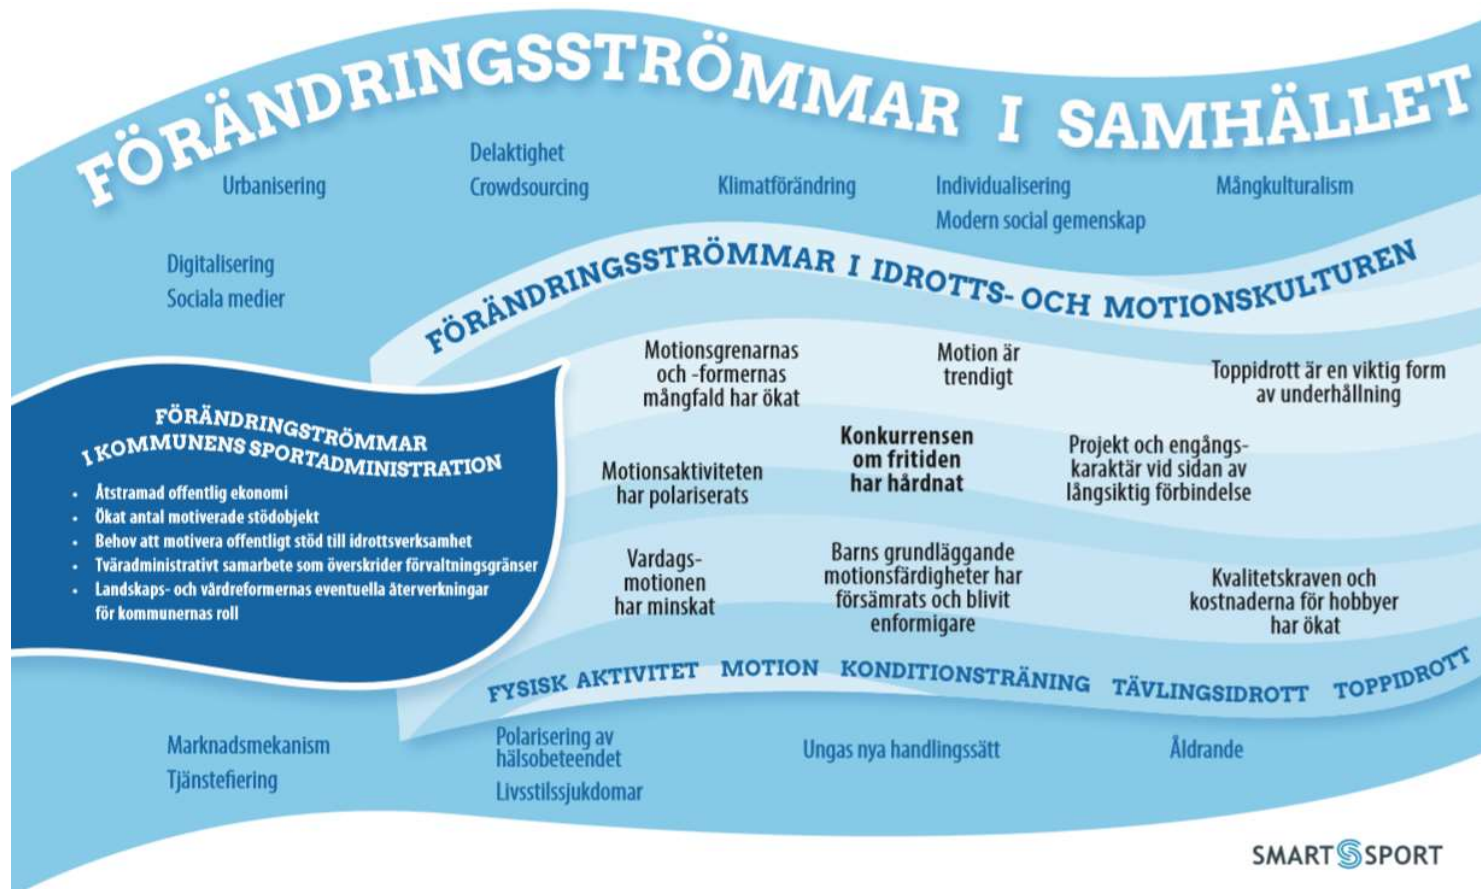 FÖRÄNDRINGSSTRÖMMAR I SAMHÄLLET
Urbanisering
Delaktighet
Crowdsourcing
Klimatförändring
Individualisering
Modern social gemenskap
Mångkulturalism
Digitalisering
Sociala medier
FÖRÄNDRINGSSTRÖMMAR I IDROTTS- OCH MOTIONSKULTUREN
Motionsgrenarnas
och -formernas
mångfald har ökat
Motion är
trendigt
Toppidrott är en viktig form
av underhållning
Motionsaktiviteten
har polariserats
Konkurrensen
om fritiden
har hårdnat
Projekt och engångs-
karaktär vid sidan av
långsiktig förbindelse
Vardags-
motionen
har minskat
Barns grundläggande
motionsfärdigheter har
försämrats och blivit
enformigare
Kvalitetskraven och
kostnaderna för hobbyer
har ökat
FÖRÄNDRINGSTRÖMMAR
I KOMMUNENS SPORTADMINISTRATION
• Åtstramad offentlig ekonomi
• Ökat antal motiverade stödobjekt
• Behov att motivera offentligt stöd till idrottsverksamhet
• Tväradministrativt samarbete som överskrider förvaltningsgränser
• Landskaps- och vårdreformernas eventuella återverkningar
för kommunernas roll
FYSISK AKTIVITET MOTION KONDITIONSTRÄNING TÄVLINGSIDROTT TOPPIDROTT
Marknadsmekanism
Tjänstefiering
Polarisering av
hälsobeteendet
Livsstilssjukdomar
Ungas nya handlingssätt
Åldrande
SMART SPORT